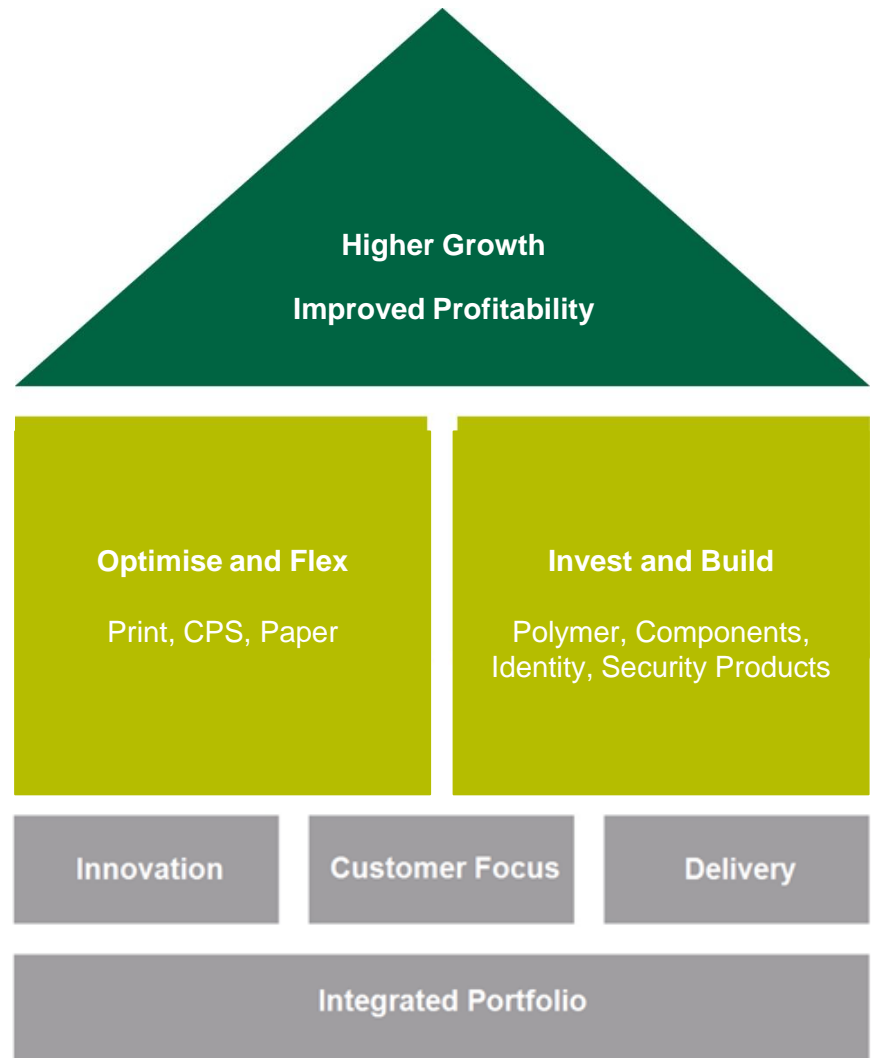 Higher Growth
Improved Profitability
Optimise and Flex
Print, CPS, Paper
Invest and Build
Polymer, Components,
Identity, Security Products
Innovation
Customer Focus
Delivery
Integrated Portfolio